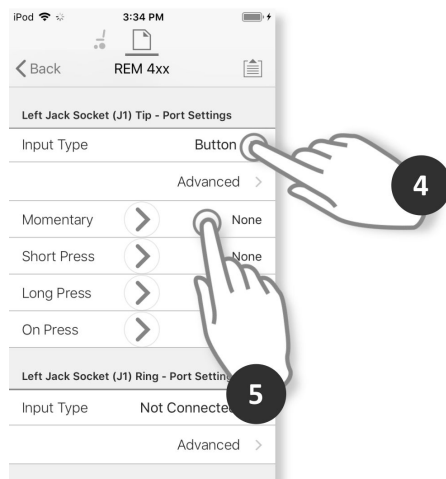 iPod 3:34 PM
Back REM 4xx
Left Jack Socket (J1) Tip - Port Settings
Input Type Button
Advanced
4
Momentary None
Short Press None
Long Press
On Press
Left Jack Socket (J1) Ring - Port
5
Input Type Not Connected
Advanced